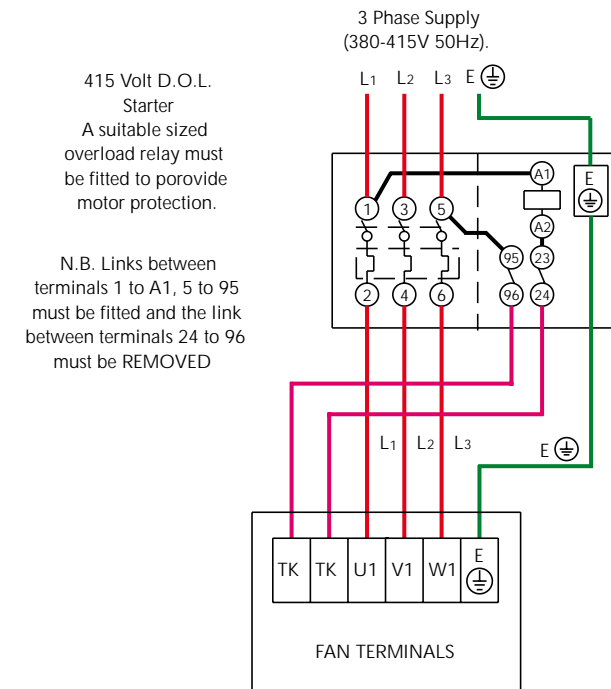 3 Phase Supply
(380-415V 50Hz).
415 Volt D.O.L.
Starter
A suitable sized
overload relay must
be fitted to porovide
motor protection.
N.B. Links between
terminals 1 to A1, 5 to 95
must be fitted and the link
between terminals 24 to 96
must be REMOVED
L1 L2 L3 E
A1 E
1 3 5
A2
95 23
2 4 6 96 24
L1 L2 L3 E
TK TK U1 V1 W1 E
FAN TERMINALS